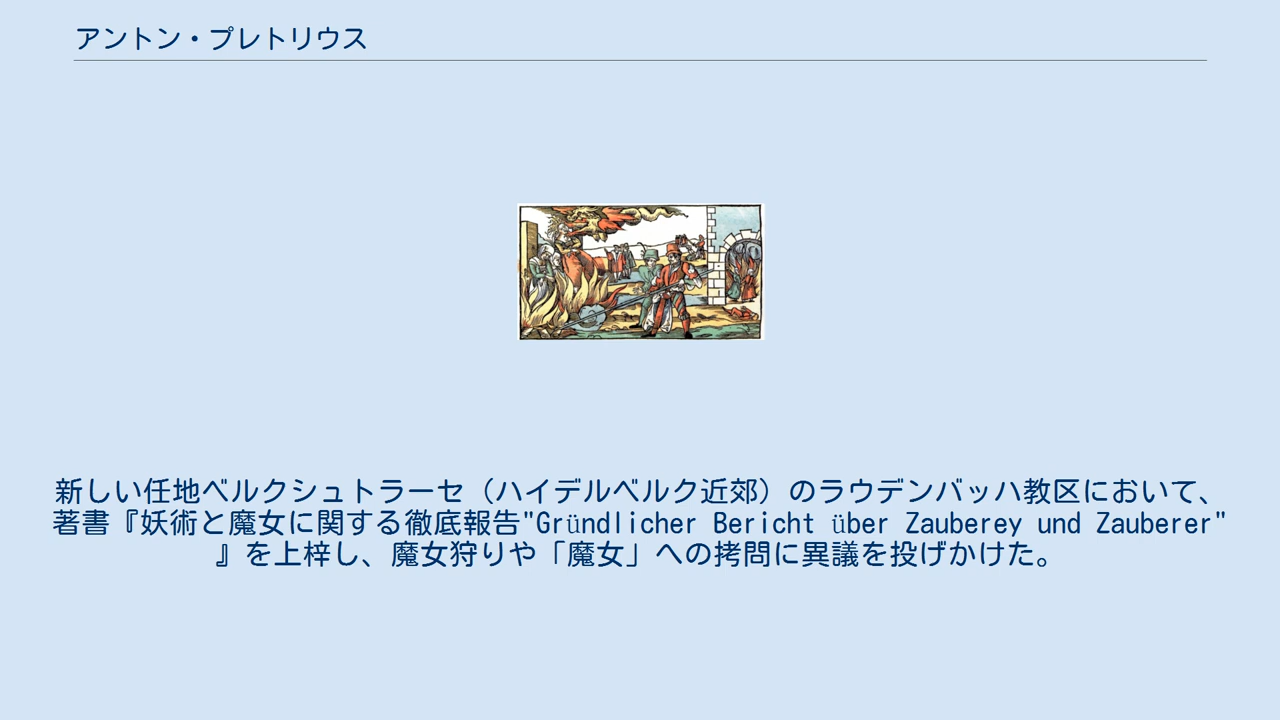 アントン・プレトリウス
新しい任地ベルクシュトラーセ（ハイデルベルク近郊）のラウデンバッハ教区において、
著書『妖術と魔女に関する徹底報告"Gründlicher Bericht über Zauberey und Zauberer"
』を上梓し、魔女狩りや「魔女」への拷問に異議を投げかけた。